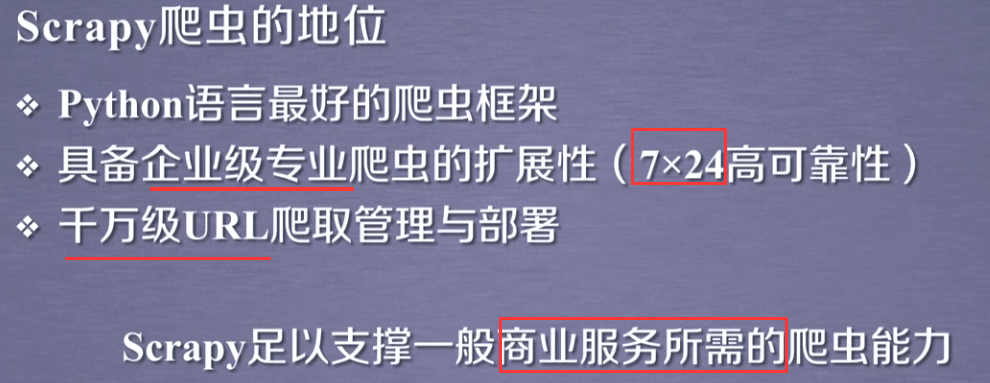 Scrapy爬虫的地位
❖ Python语言最好的爬虫框架
❖ 具备企业级专业爬虫的扩展性（7×24高可靠性）
❖ 千万级URL爬取管理与部署
Scrapy足以支撑一般商业服务所需的爬虫能力